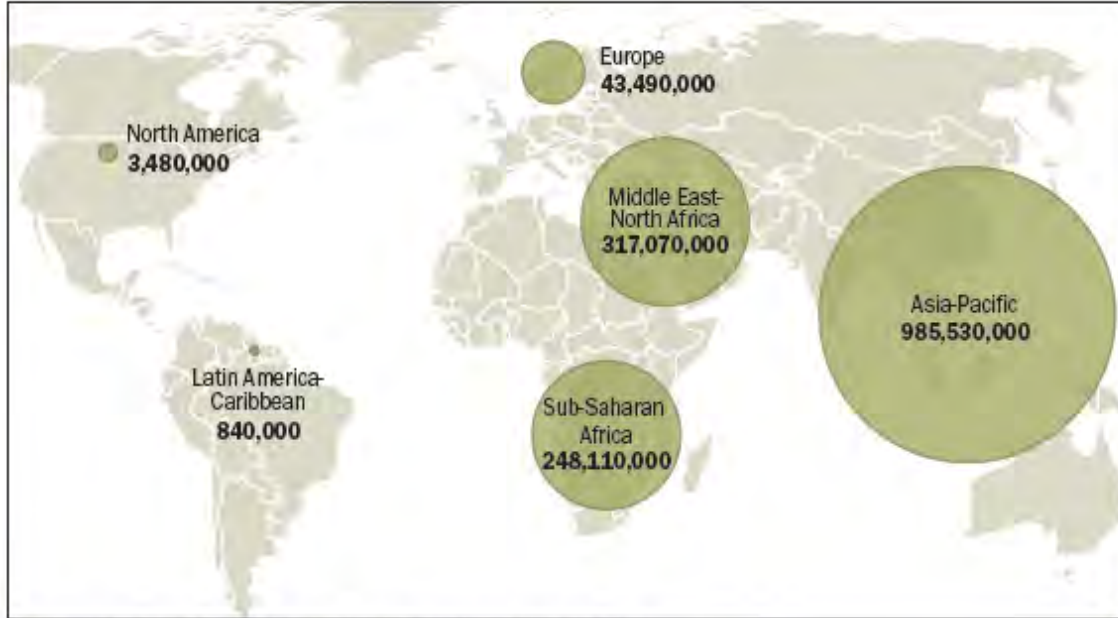 Europe
43,490,000
North America
3,480,000
Middle East-
North Africa
317,070,000
Asia-Pacific
985,530,000
Latin America-
Caribbean
840,000
Sub-Saharan
Africa
248,110,000